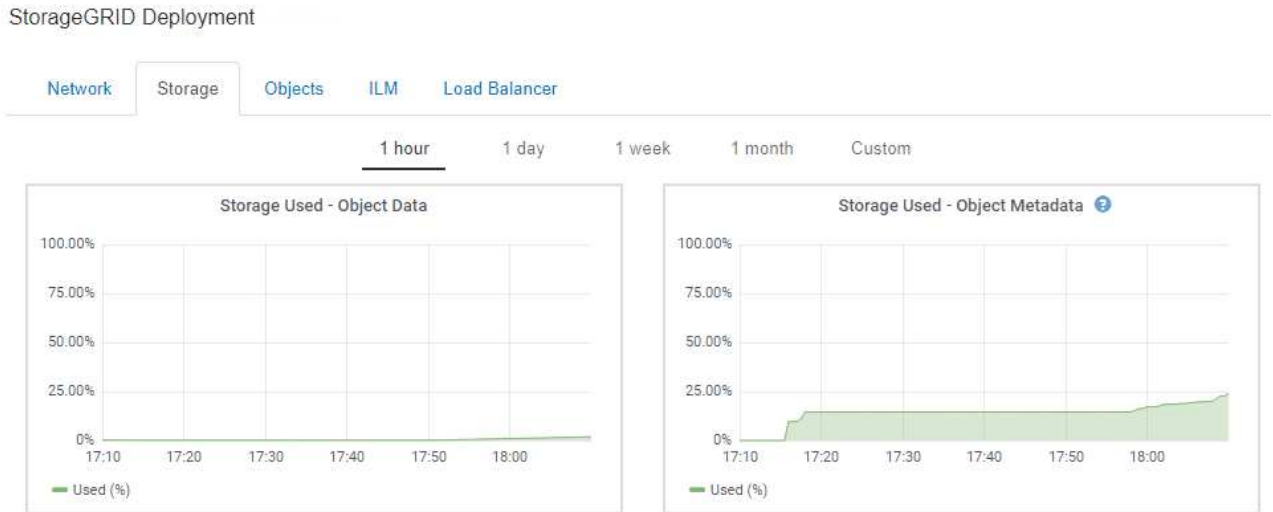 StorageGRID Deployment
Network Storage Objects ILM Load Balancer
1 hour 1 day 1 week 1 month Custom
Storage Used - Object Data
100.00%
75.00%
50.00%
25.00%
0%
17:10 17:20 17:30 17:40 17:50 18:00
Used (%)
Storage Used - Object Metadata ?
100.00%
75.00%
50.00%
25.00%
0%
17:10 17:20 17:30 17:40 17:50 18:00
Used (%)